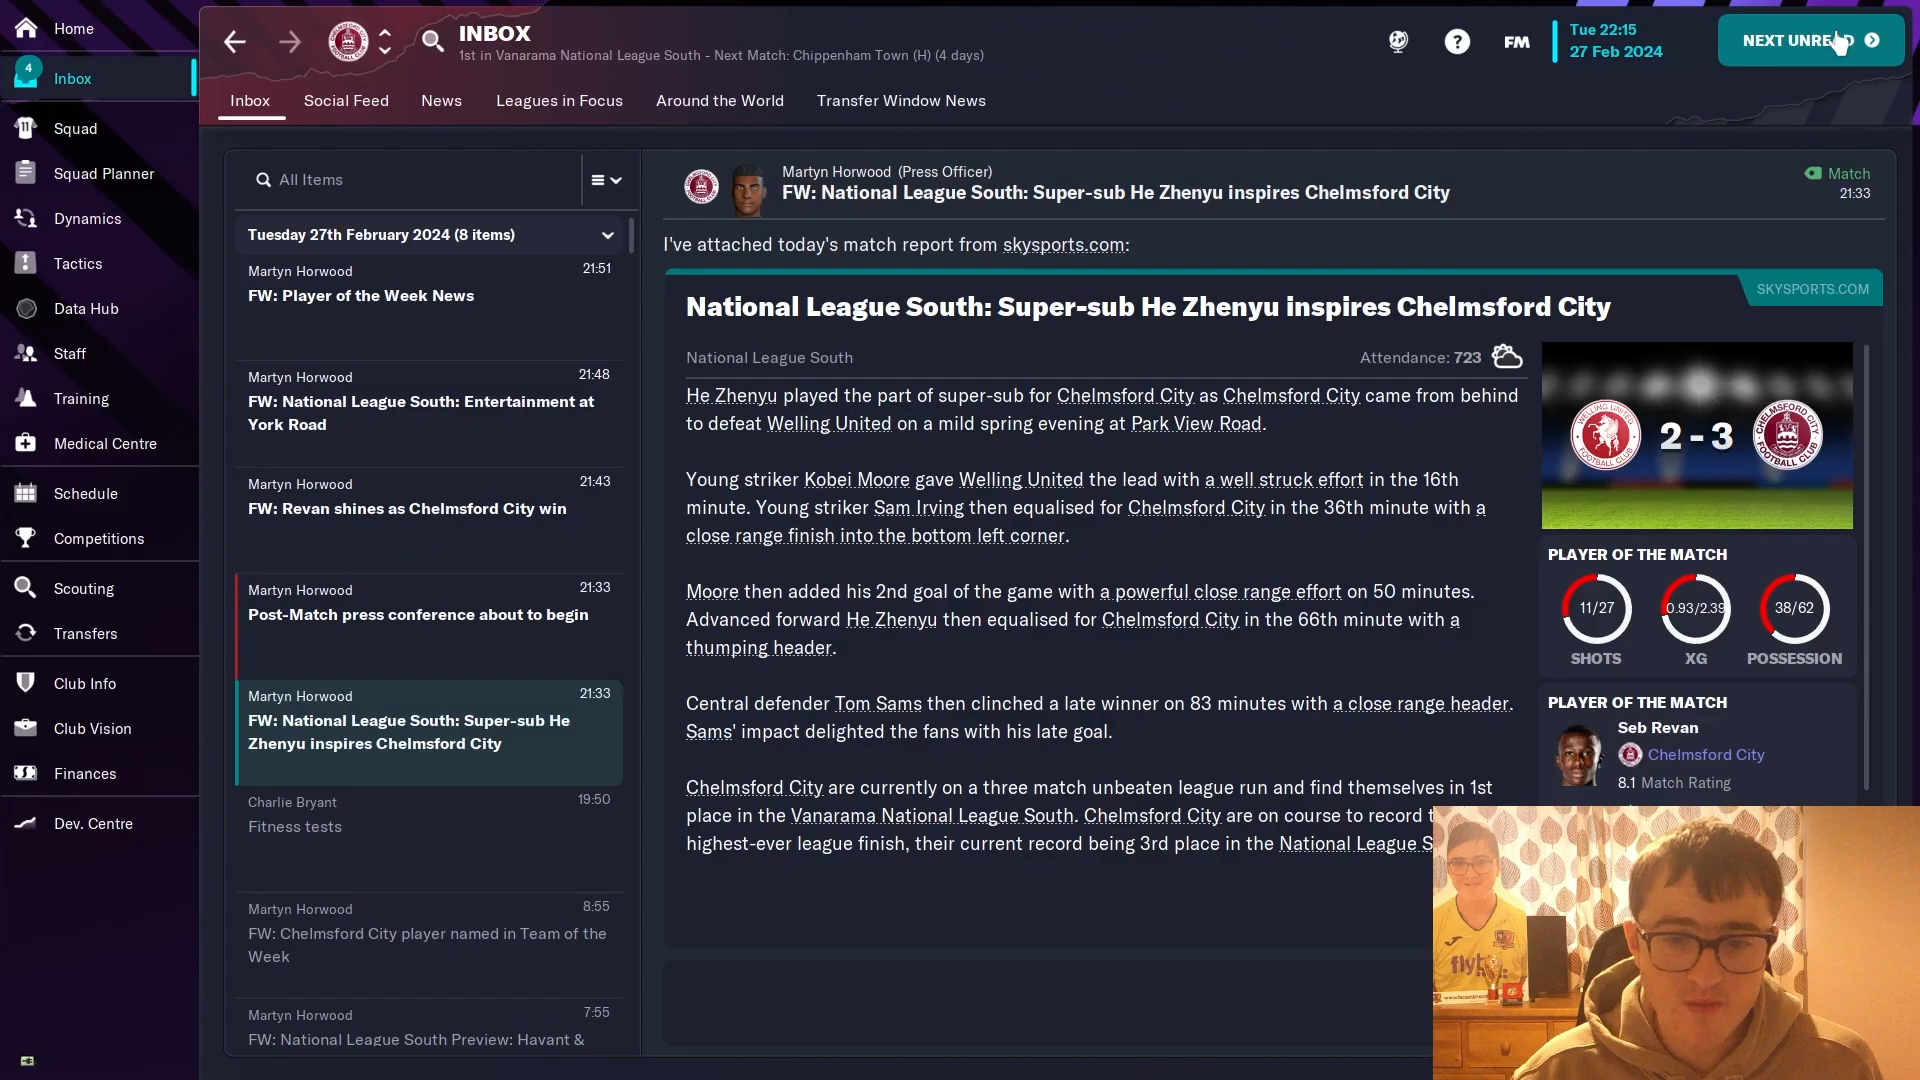 Home
4
Inbox
Squad
Squad Planner
Dynamics
Tactics
Data Hub
Staff
Training
Medical Centre
Schedule
Competitions
Scouting
Transfers
Club Info
Club Vision
Finances
Dev. Centre
INBOX
1st in Vanarama National League South - Next Match: Chippenham Town (H) (4 days)
FM
Tue 22:15
27 Feb 2024
Inbox
Social Feed
News
Leagues in Focus
Around the World
Transfer Window News
All Items
Tuesday 27th February 2024 (8 items)
Martyn Horwood 21:51
FW: Player of the Week News
Martyn Horwood 21:48
FW: National League South: Entertainment at
York Road
Martyn Horwood 21:43
FW: Revan shines as Chelmsford City win
Martyn Horwood 21:33
Post-Match press conference about to begin
Martyn Horwood 21:33
FW: National League South: Super-sub He
Zhenyu inspires Chelmsford City
Charlie Bryant 19:50
Fitness tests
Martyn Horwood 8:55
FW: Chelmsford City player named in Team of the
Week
Martyn Horwood 7:55
FW: National League South Preview: Havant &
Martyn Horwood (Press Officer)
FW: National League South: Super-sub He Zhenyu inspires Chelmsford City
Match
21:33
I've attached today's match report from skysports.com:
SKYSPORTS.COM
National League South: Super-sub He Zhenyu inspires Chelmsford City
National League South
Attendance: 723
He Zhenyu played the part of super-sub for Chelmsford City as Chelmsford City came from behind
to defeat Welling United on a mild spring evening at Park View Road.
Young striker Kobei Moore gave Welling United the lead with a well struck effort in the 16th
minute. Young striker Sam Irving then equalised for Chelmsford City in the 36th minute with a
close range finish into the bottom left corner.
Moore then added his 2nd goal of the game with a powerful close range effort on 50 minutes.
Advanced forward He Zhenyu then equalised for Chelmsford City in the 66th minute with a
thumping header.
Central defender Tom Sams then clinched a late winner on 83 minutes with a close range header.
Sams' impact delighted the fans with his late goal.
Chelmsford City are currently on a three match unbeaten league run and find themselves in 1st
place in the Vanarama National League South. Chelmsford City are on course to record
highest-ever league finish, their current record being 3rd place in the National League S
2 - 3
PLAYER OF THE MATCH
11/27
0.93/2.39
38/62
SHOTS
XG
POSSESSION
PLAYER OF THE MATCH
Seb Revan
Chelmsford City
8.1 Match Rating